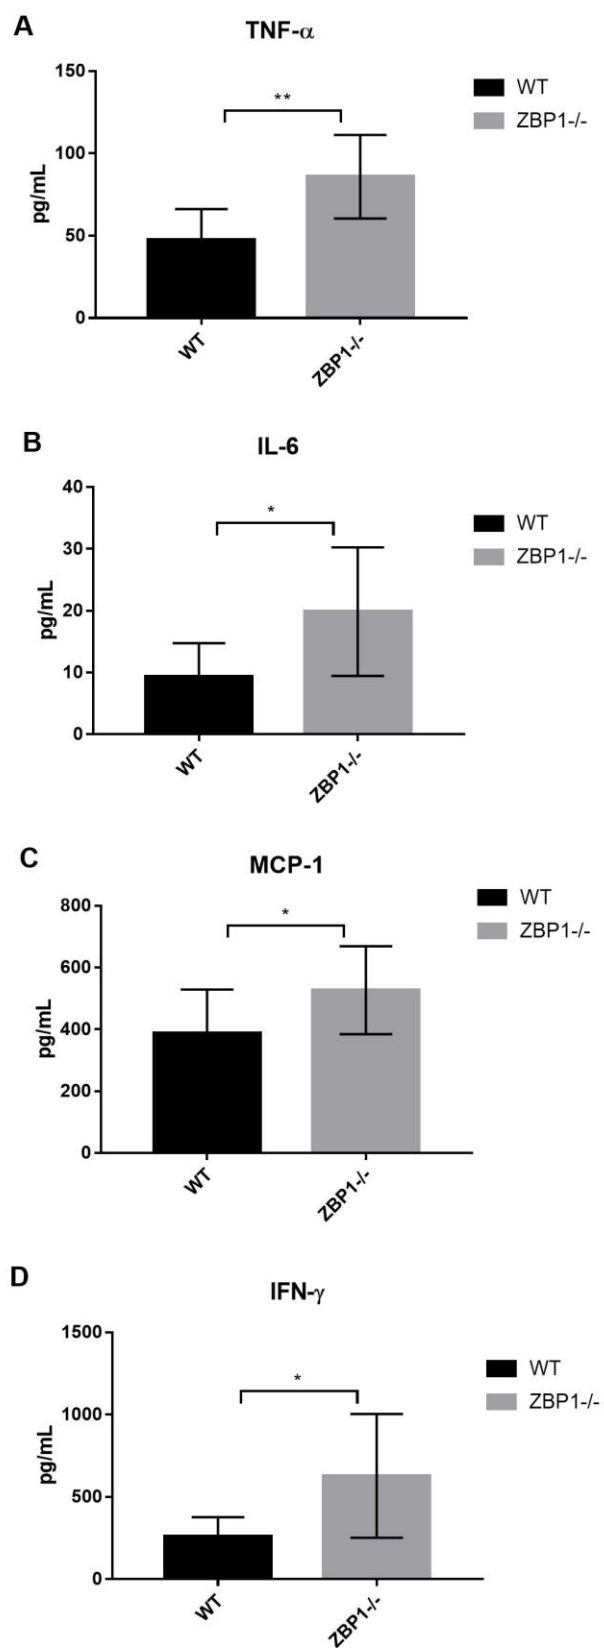 A
TNF-α
150
100
50
0
pg/mL
**
WT
ZBP1-/-
WT
ZBP1-/-
B
IL-6
40
30
20
10
0
pg/mL
*
WT
ZBP1-/-
WT
ZBP1-/-
C
MCP-1
800
600
400
200
0
pg/mL
*
WT
ZBP1-/-
WT
ZBP1-/-
D
IFN-γ
1500
1000
500
0
pg/mL
*
WT
ZBP1-/-
WT
ZBP1-/-